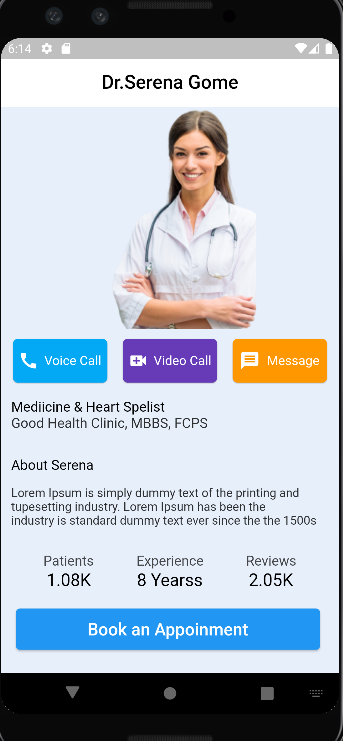 6:14
Dr.Serena Gome
Voice Call
Video Call
Message
Mediicine & Heart Spelist
Good Health Clinic, MBBS, FCPS
About Serena
Lorem Ipsum is simply dummy text of the printing and
tupesetting industry. Lorem Ipsum has been the
industry is standard dummy text ever since the the 1500s
Patients Experience Reviews
1.08K 8 Yearss 2.05K
Book an Appoinment